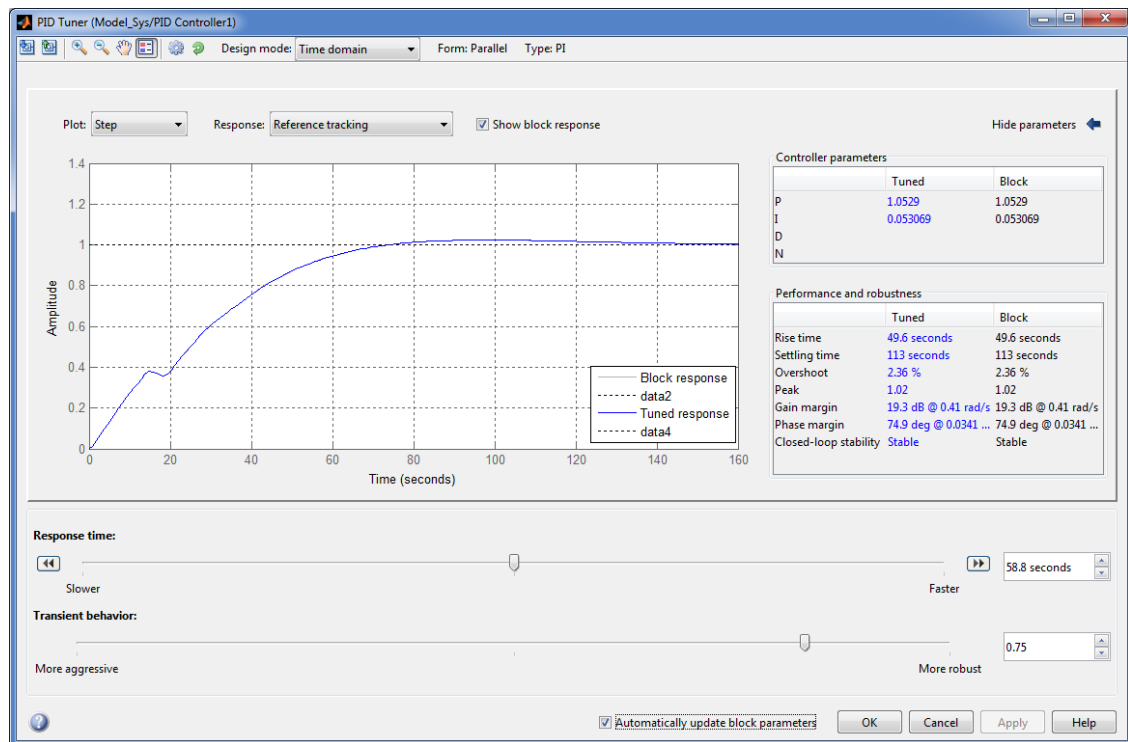 PID Tuner (Model_Sys/PID Controller1)
Design mode: Time domain Form: Parallel Type: PI
Plot: Step Response: Reference tracking Show block response Hide parameters
1.4
1.2
1
0.8
0.6
0.4
0.2
0
Amplitude
0 20 40 60 80 100 120 140 160
Time (seconds)
Block response
data2
Tuned response
data4
Controller parameters
Tuned Block
P 1.0529 1.0529
I 0.053069 0.053069
D
N
Performance and robustness
Tuned Block
Rise time 49.6 seconds 49.6 seconds
Settling time 113 seconds 113 seconds
Overshoot 2.36 % 2.36 %
Peak 1.02 1.02
Gain margin 19.3 dB @ 0.41 rad/s 19.3 dB @ 0.41 rad/s
Phase margin 74.9 deg @ 0.0341 ... 74.9 deg @ 0.0341 ...
Closed-loop stability Stable Stable
Response time:
58.8 seconds
Slower Faster
Transient behavior:
0.75
More aggressive More robust
Automatically update block parameters OK Cancel Apply Help